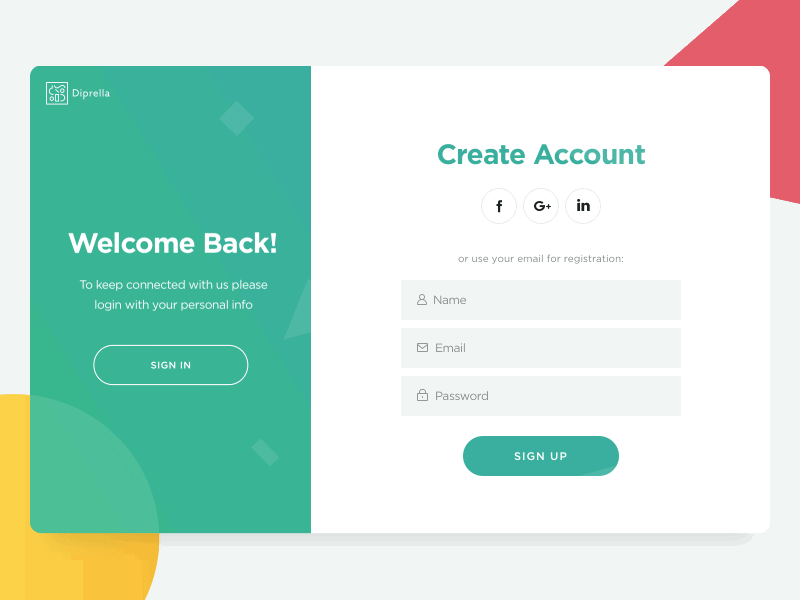 Diprella
Welcome Back!
To keep connected with us please
login with your personal info
SIGN IN
Create Account
f
G+
in
or use your email for registration:
Name
Email
Password
SIGN UP